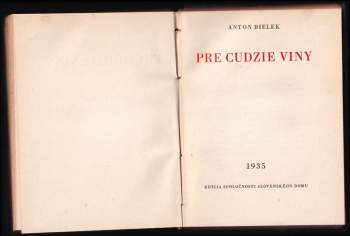 ANTON BIELEK
PRE CUDZIE VINY
1935
EDÍCIA SPOLOČNOSTI SLOVENSKÉHO DOMU